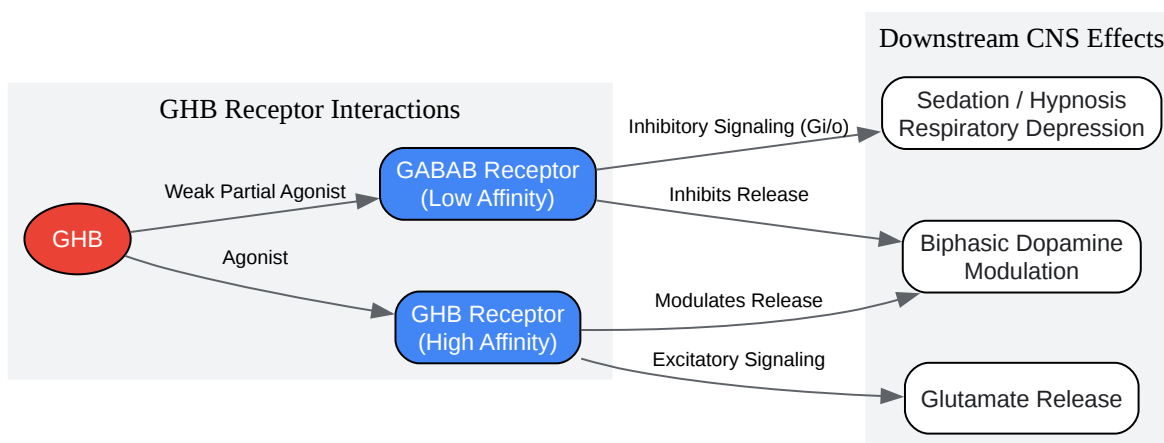 Downstream CNS Effects
GHB Receptor Interactions
Sedation / Hypnosis
Respiratory Depression
Inhibitory Signaling (Gi/o)
GABAB Receptor
(Low Affinity)
Weak Partial Agonist
Inhibits Release
GHB
Biphasic Dopamine
Modulation
Agonist
Modulates Release
GHB Receptor
(High Affinity)
Excitatory Signaling
Glutamate Release